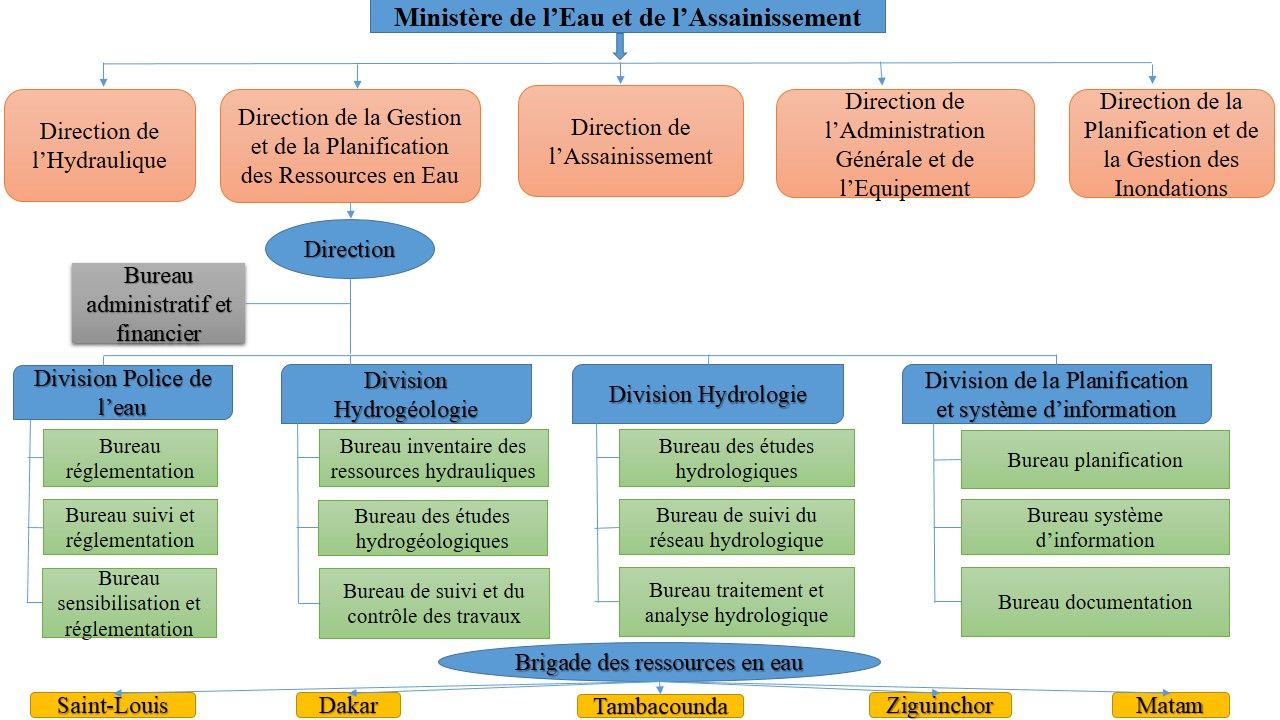 Ministère de l’Eau et de l’Assainissement
Direction de
l’Hydraulique
Direction de la Gestion
et de la Planification
des Ressources en Eau
Direction de
l’Assainissement
Direction de
l’Administration
Générale et de
l’Equipement
Direction de la
Planification et de
la Gestion des
Inondations
Direction
Bureau
administratif et
financier
Division Police de
l’eau
Bureau
réglementation
Bureau suivi et
réglementation
Bureau
sensibilisation et
réglementation
Division
Hydrogéologie
Bureau inventaire des
ressources hydrauliques
Bureau des études
hydrogéologiques
Bureau de suivi et du
contrôle des travaux
Division Hydrologie
Bureau des études
hydrologiques
Bureau de suivi du
réseau hydrologique
Bureau traitement et
analyse hydrologique
Division de la Planification
et système d’information
Bureau planification
Bureau système
d’information
Bureau documentation
Brigade des ressources en eau
Saint-Louis
Dakar
Tambacounda
Ziguinchor
Matam